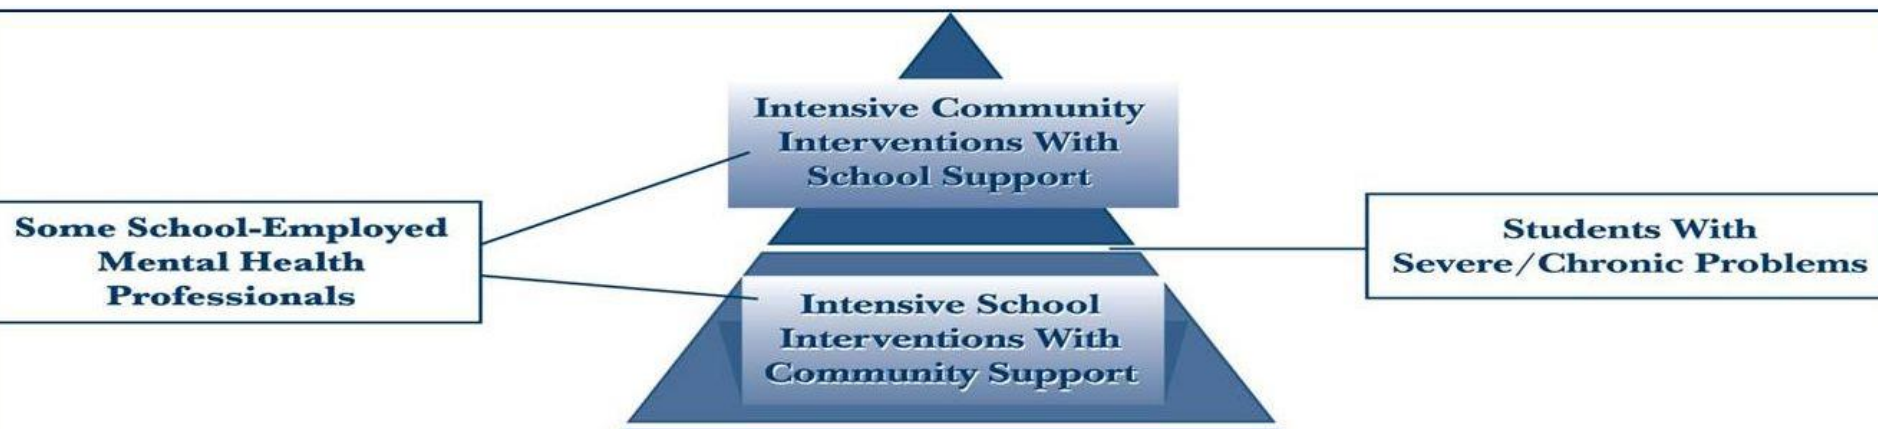 Intensive Community
Interventions With
School Support
Some School-Employed
Mental Health
Professionals
Students With
Severe/Chronic Problems
Intensive School
Interventions With
Community Support